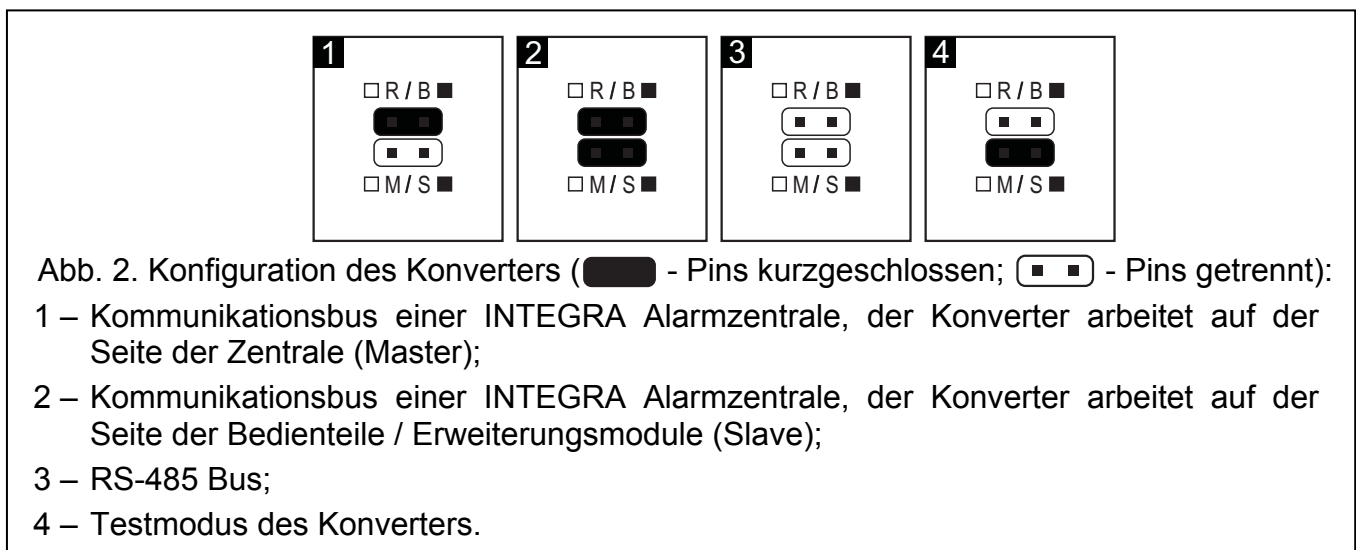 1 2 3 4
□ R / B ■ □ R / B ■ □ R / B ■ □ R / B ■
□ M / S ■ □ M / S ■ □ M / S ■ □ M / S ■
Abb. 2. Konfiguration des Konverters ( - Pins kurzgeschlossen; - Pins getrennt):
1 – Kommunikationsbus einer INTEGRA Alarmzentrale, der Konverter arbeitet auf der
Seite der Zentrale (Master);
2 – Kommunikationsbus einer INTEGRA Alarmzentrale, der Konverter arbeitet auf der
Seite der Bedienteile / Erweiterungsmodule (Slave);
3 – RS-485 Bus;
4 – Testmodus des Konverters.